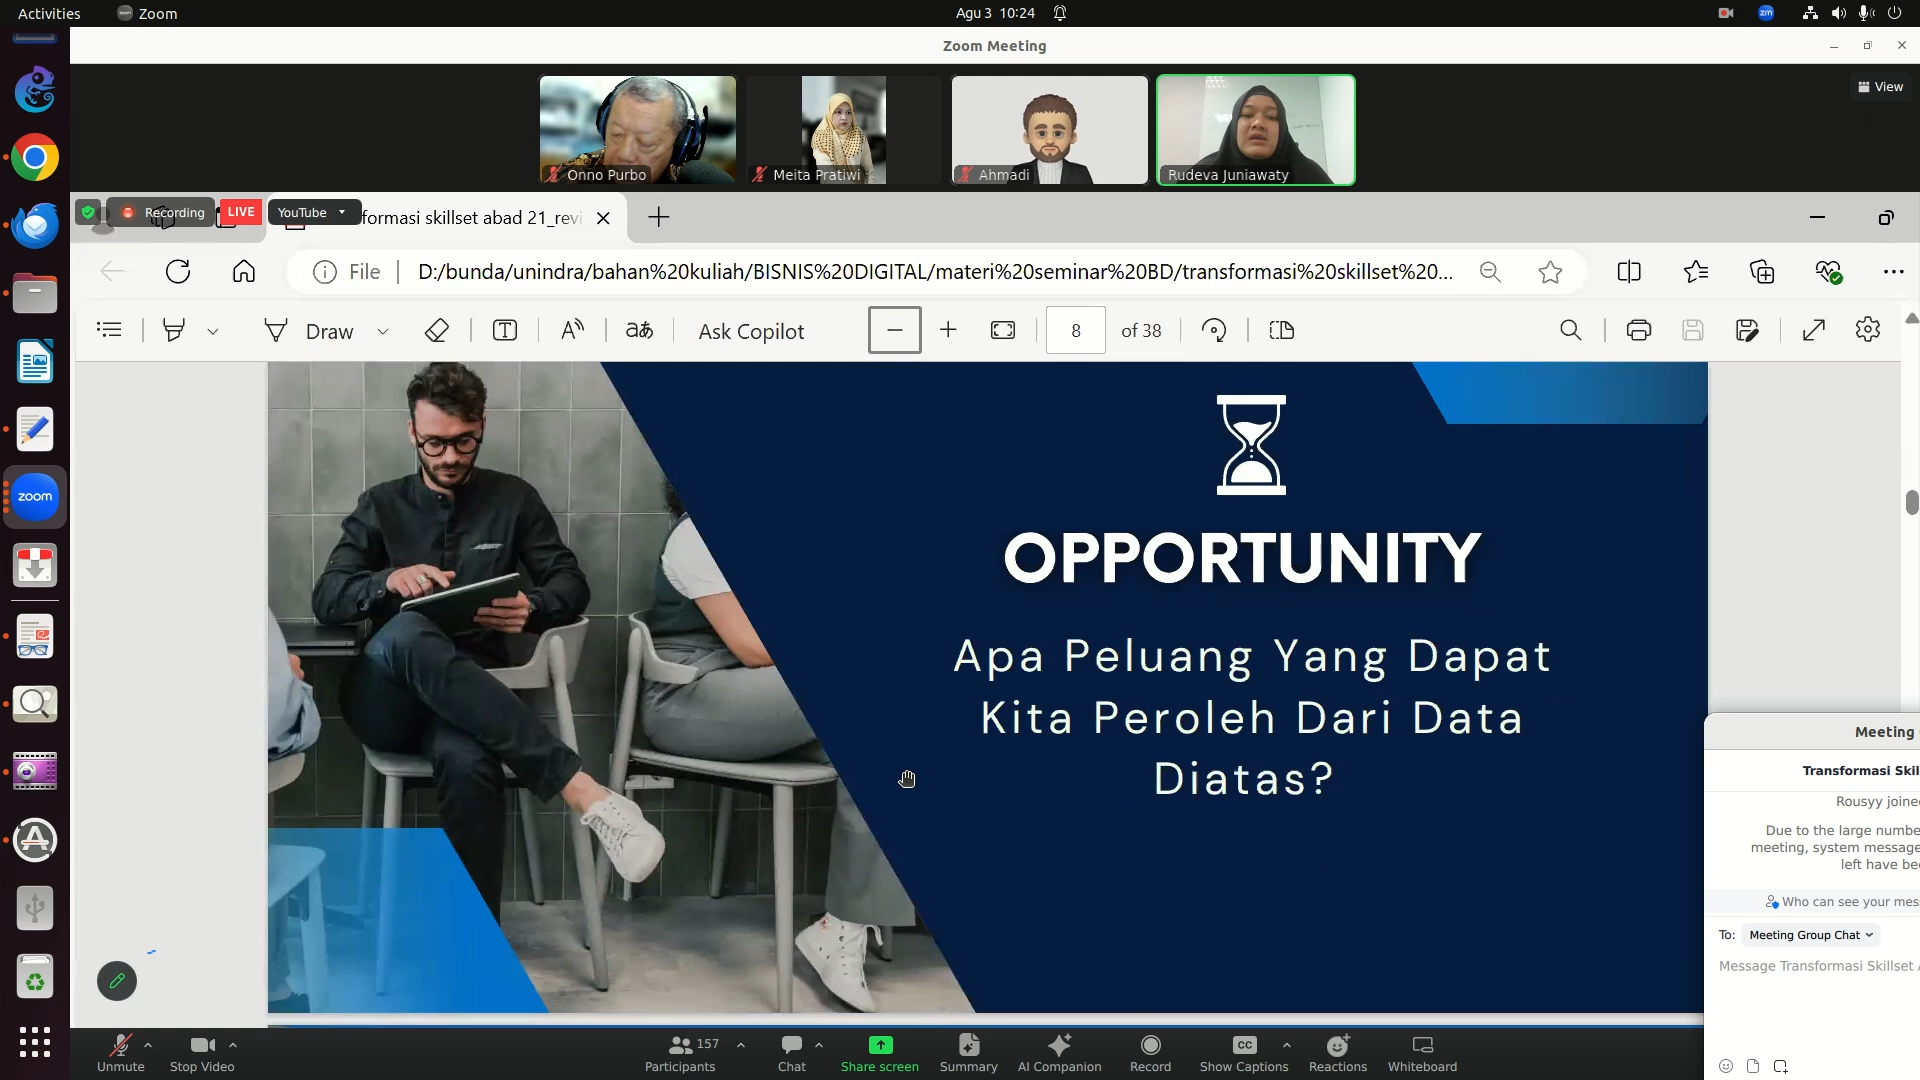 Activities
Zoom
Agu 3 10:24
zm
Zoom Meeting
View
Onno Purbo
Meita Pratiwi
Ahmadi
Rudeva Juniawaty
Recording
LIVE
YouTube
formasi skillset abad 21_revi
File
D:/bunda/unindra/bahan%20kuliah/BISNIS%20DIGITAL/materi%20seminar%20BD/transformasi%20skillset%20...
Draw
Ask Copilot
8
of 38
zoom
OPPORTUNITY
Apa Peluang Yang Dapat
Kita Peroleh Dari Data
Diatas?
Meeting
Transformasi Skil
Rousyy joine
Due to the large numbe
meeting, system message
left have be
Who can see your mes
To:
Meeting Group Chat
Message Transformasi Skillset A
Unmute
Stop Video
157
Participants
Chat
Share screen
Summary
AI Companion
Record
CC
Show Captions
Reactions
Whiteboard